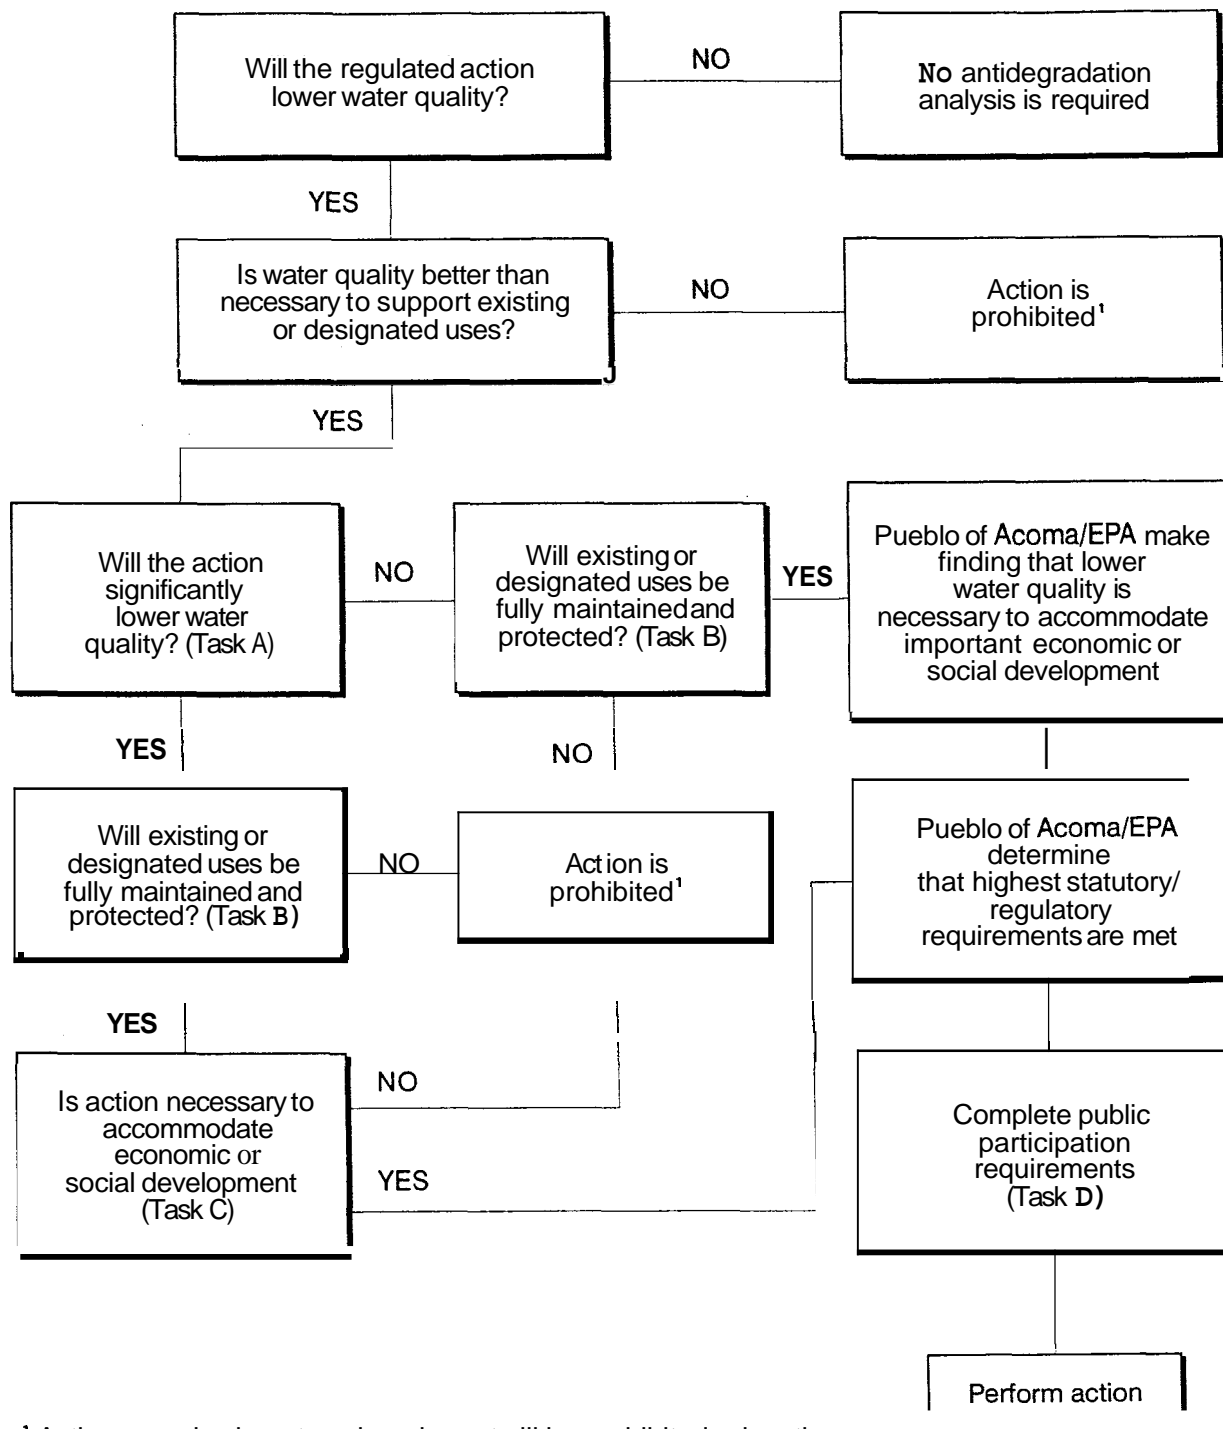 Will the regulated action
lower water quality?
NO
No antidegradation
analysis is required
YES
Is water quality better than
necessary to support existing
or designated uses?
NO
Action is
prohibited¹
YES
Will the action
significantly
lower water
quality? (Task A)
NO
Will existing or
designated uses be
fully maintained and
protected? (Task B)
YES
Pueblo of Acoma/EPA make
finding that lower
water quality is
necessary to accommodate
important economic or
social development
YES
NO
Will existing or
designated uses be
fully maintained and
protected? (Task B)
NO
Action is
prohibited¹
Pueblo of Acoma/EPA
determine
that highest statutory/
regulatory
requirements are met
YES
Is action necessary to
accommodate
economic or
social development
(Task C)
NO
YES
Complete public
participation
requirements
(Task D)
Perform action